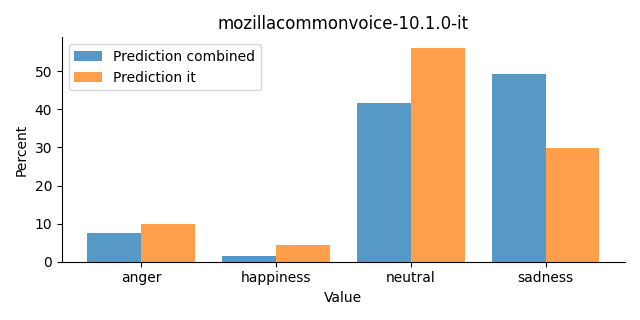 mozillacommonvoice-10.1.0-it
Prediction combined
Prediction it
Percent
50
40
30
20
10
0
anger happiness neutral sadness
Value